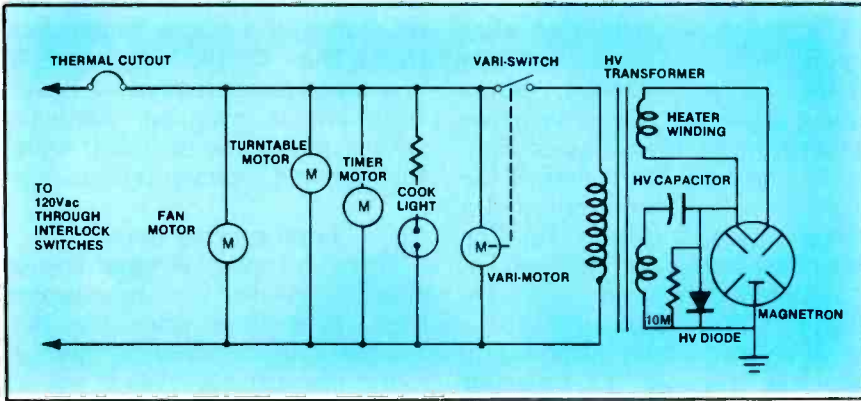 THERMAL CUTOUT
VARI-SWITCH
HV
TRANSFORMER
HEATER
WINDING
TURNTABLE
MOTOR
TIMER
MOTOR
COOK
LIGHT
HV CAPACITOR
TO
120Vac
THROUGH
INTERLOCK
SWITCHES
FAN
MOTOR
M
M
M
M
VARI-MOTOR
10M
HV DIODE
MAGNETRON